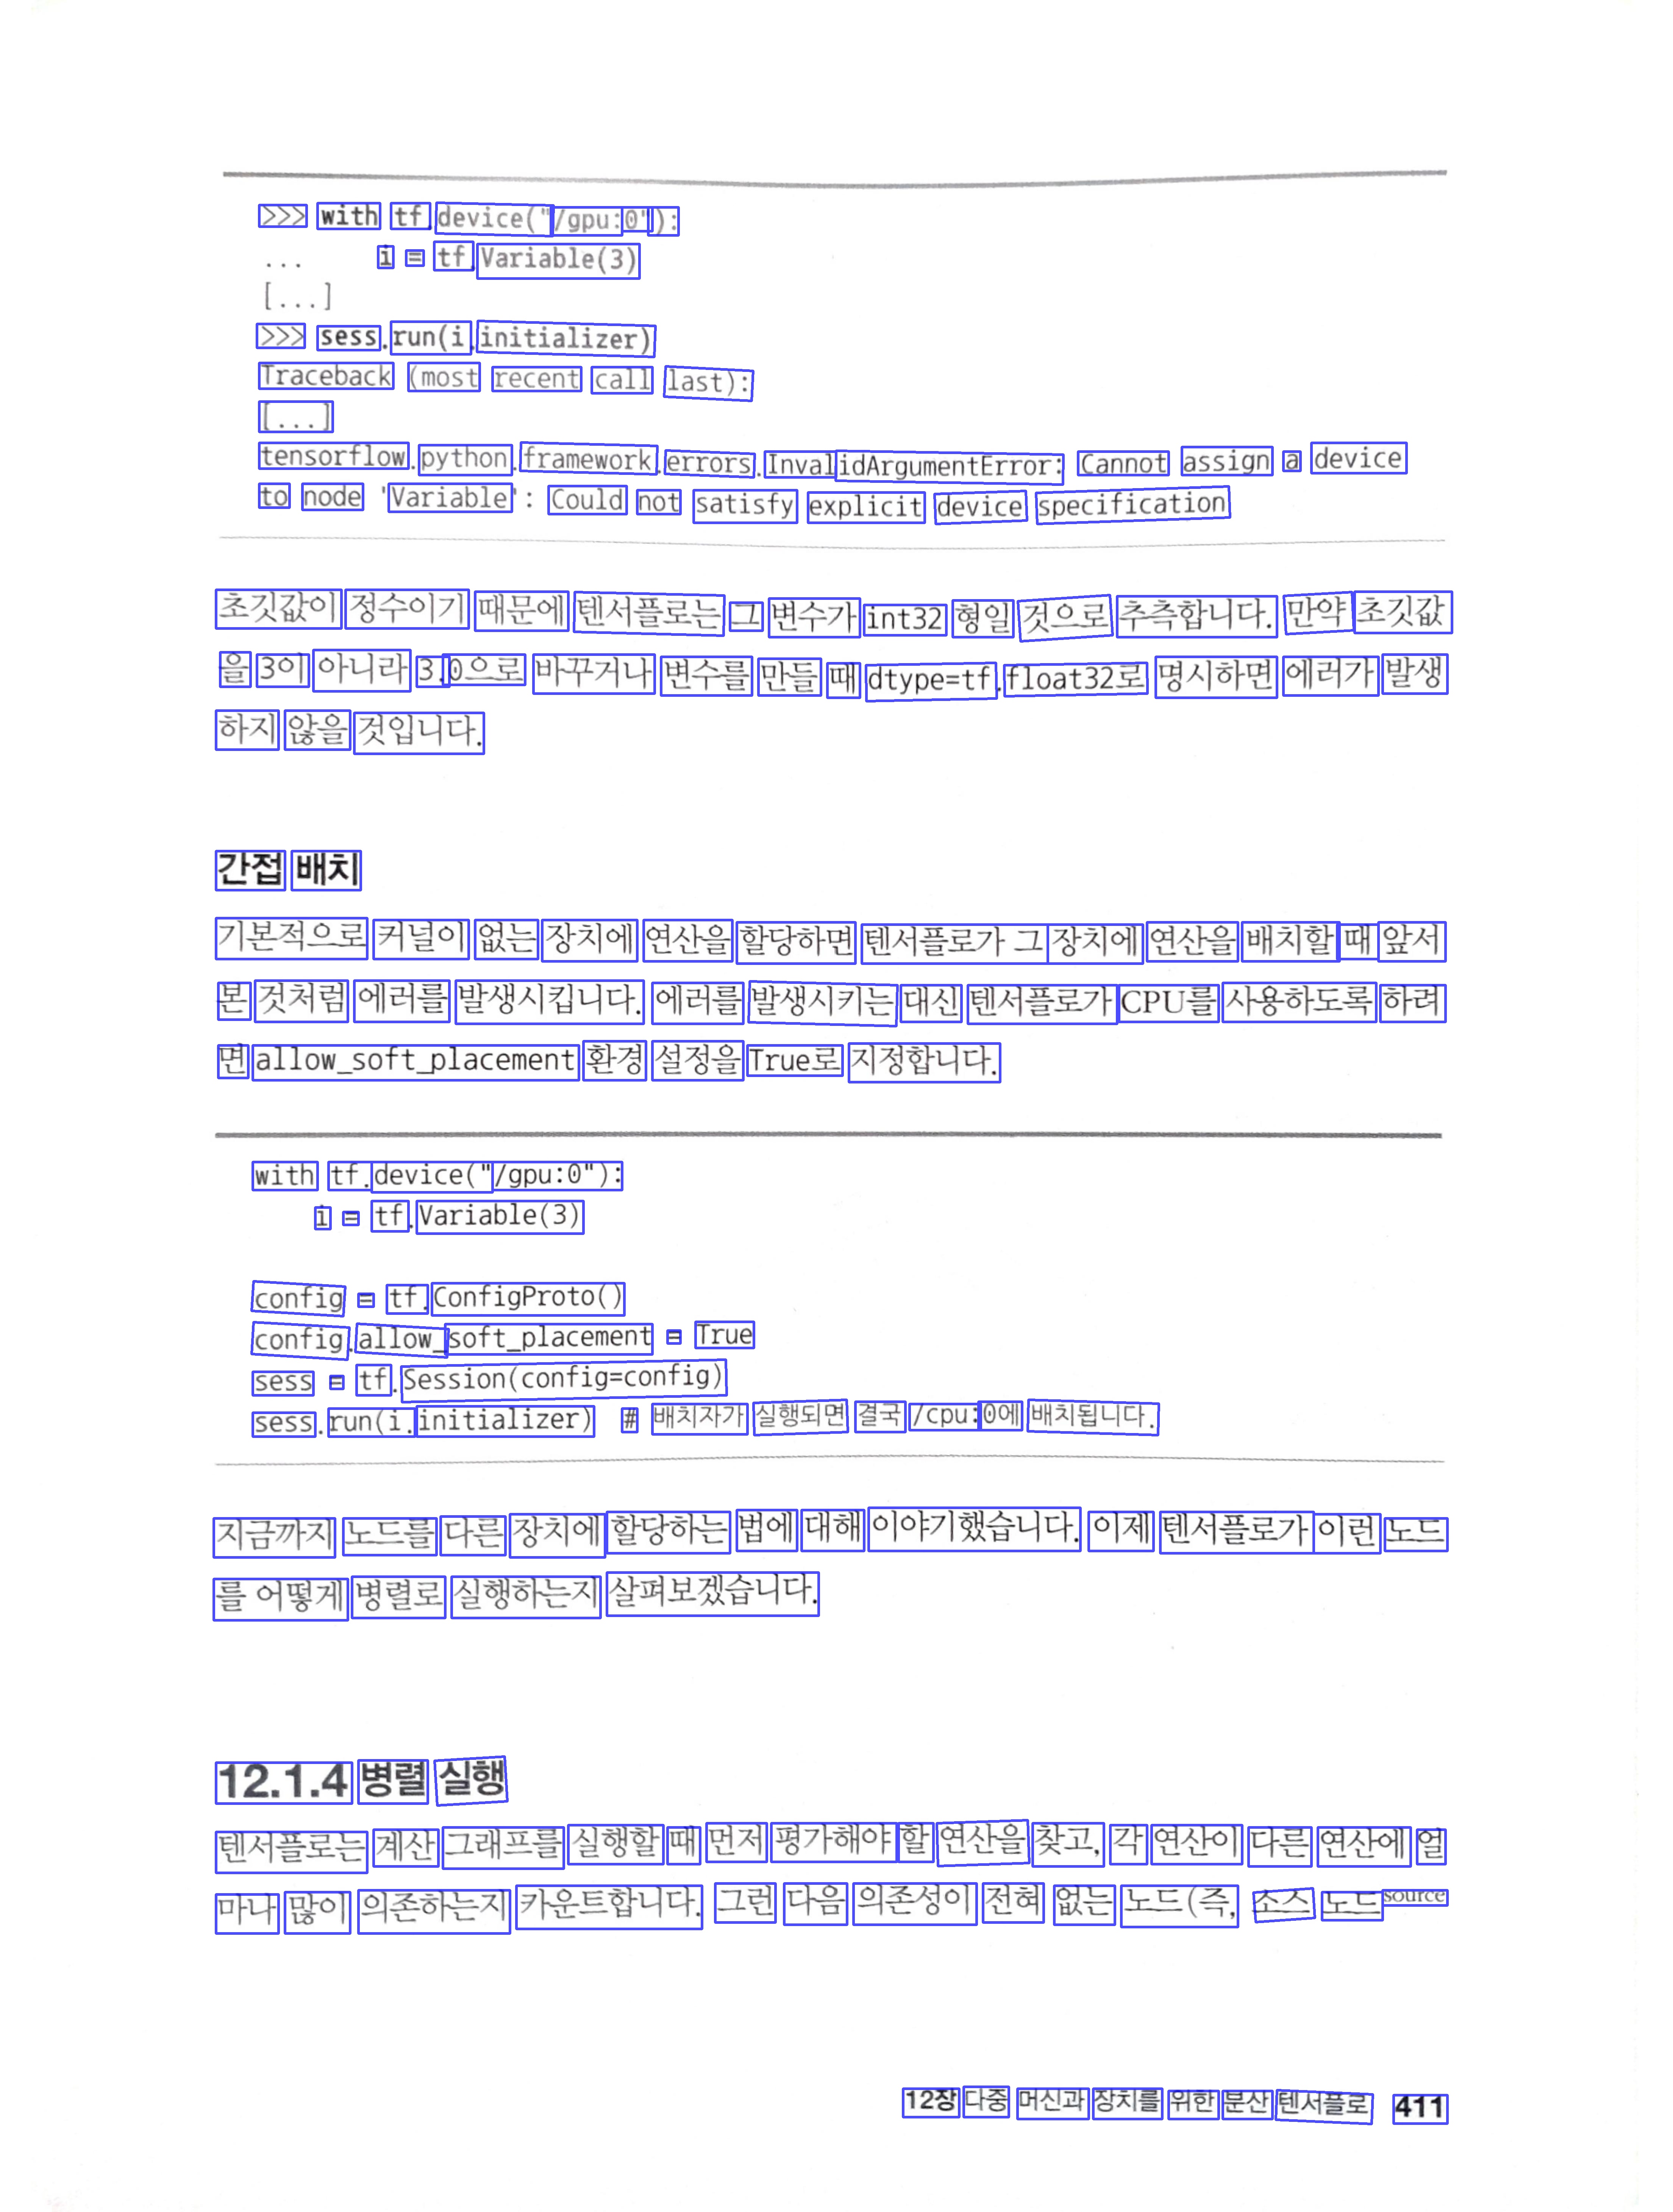 >>> with tf.device("/gpu:0"):
...     i = tf.Variable(3)
[...]
>>> sess.run(i.initializer)
Traceback (most recent call last):
[...]
tensorflow.python.framework.errors.InvalidArgumentError: Cannot assign a device
to node 'Variable': Could not satisfy explicit device specification
초깃값이 정수이기 때문에 텐서플로는 그 변수가 int32 형일 것으로 추측합니다. 만약 초깃값
을 3이 아니라 3.0으로 바꾸거나 변수를 만들 때 dtype=tf.float32로 명시하면 에러가 발생
하지 않을 것입니다.
간접 배치
기본적으로 커널이 없는 장치에 연산을 할당하면 텐서플로가 그 장치에 연산을 배치할 때 앞서
본 것처럼 에러를 발생시킵니다. 에러를 발생시키는 대신 텐서플로가 CPU를 사용하도록 하려
면 allow_soft_placement 환경 설정을 True로 지정합니다.
with tf.device("/gpu:0"):
    i = tf.Variable(3)
config = tf.ConfigProto()
config.allow_soft_placement = True
sess = tf.Session(config=config)
sess.run(i.initializer)  # 배치자가 실행되면 결국 /cpu:0에 배치됩니다.
지금까지 노드를 다른 장치에 할당하는 법에 대해 이야기했습니다. 이제 텐서플로가 이런 노드
를 어떻게 병렬로 실행하는지 살펴보겠습니다.
12.1.4 병렬 실행
텐서플로는 계산 그래프를 실행할 때 먼저 평가해야 할 연산을 찾고, 각 연산이 다른 연산에 얼
마나 많이 의존하는지 카운트합니다. 그런 다음 의존성이 전혀 없는 노드(즉, 소스 노드source
12장 다중 머신과 장치를 위한 분산 텐서플로 411